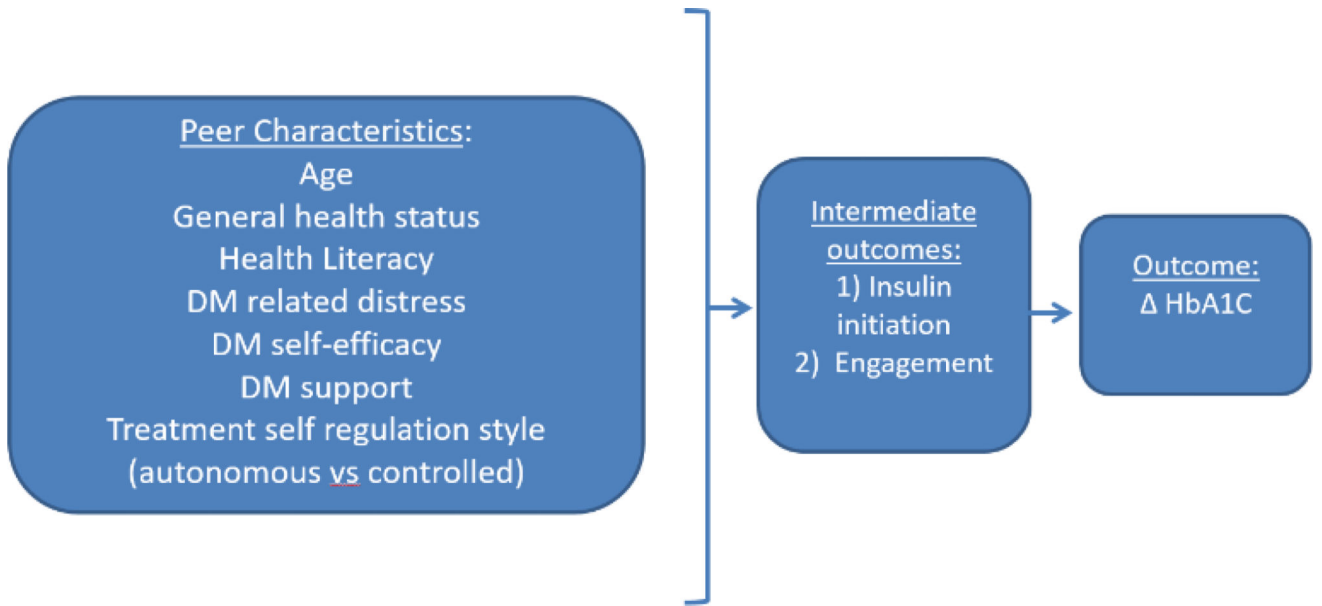 Peer Characteristics:
Age
General health status
Health Literacy
DM related distress
DM self-efficacy
DM support
Treatment self regulation style
(autonomous vs controlled)
Intermediate
outcomes:
1) Insulin
initiation
2) Engagement
Outcome:
Δ HbA1C